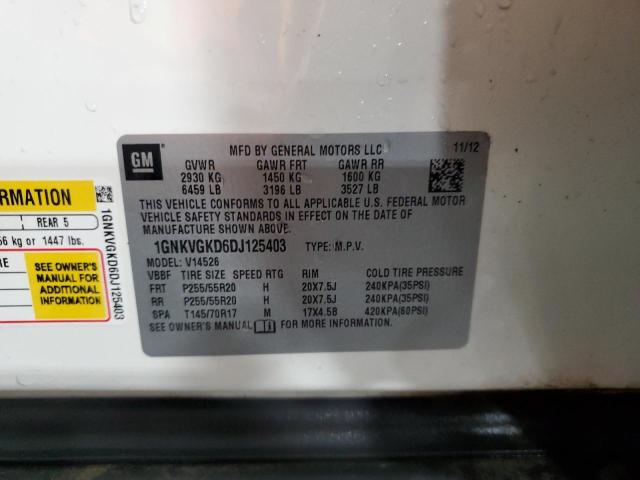 GM
MFD BY GENERAL MOTORS LLC 11/12
GVWR GAWR FRT GAWR RR
2930 KG 1450 KG 1600 KG
6459 LB 3196 LB 3527 LB
THIS VEHICLE CONFORMS TO ALL APPLICABLE U.S. FEDERAL MOTOR
VEHICLE SAFETY STANDARDS IN EFFECT ON THE DATE OF
MANUFACTURE SHOWN ABOVE.
1GNKVGKD6DJ125403 TYPE: M.P.V.
MODEL: V14526
VBBF TIRE SIZE SPEED RTG RIM COLD TIRE PRESSURE
FRT P255/55R20 H 20X7.5J 240KPA(35PSI)
RR P255/55R20 H 20X7.5J 240KPA(35PSI)
SPA T145/70R17 M 17X4.5B 420KPA(60PSI)
SEE OWNER'S MANUAL FOR MORE INFORMATION.
REAR 5
kg or 1447 lbs.
SEE OWNER'S
MANUAL FOR
ADDITIONAL
INFORMATION
1GNKVGKD6DJ125403